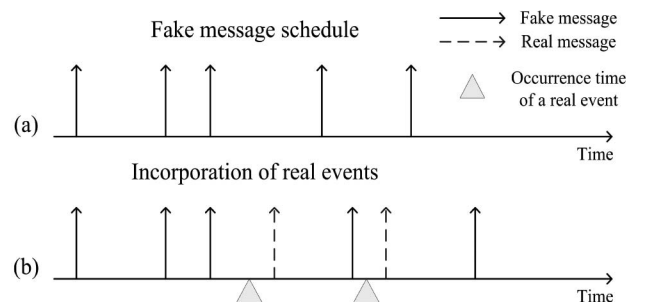 Fake message schedule
Fake message
Real message
Occurrence time
of a real event
(a)
Time
Incorporation of real events
(b)
Time